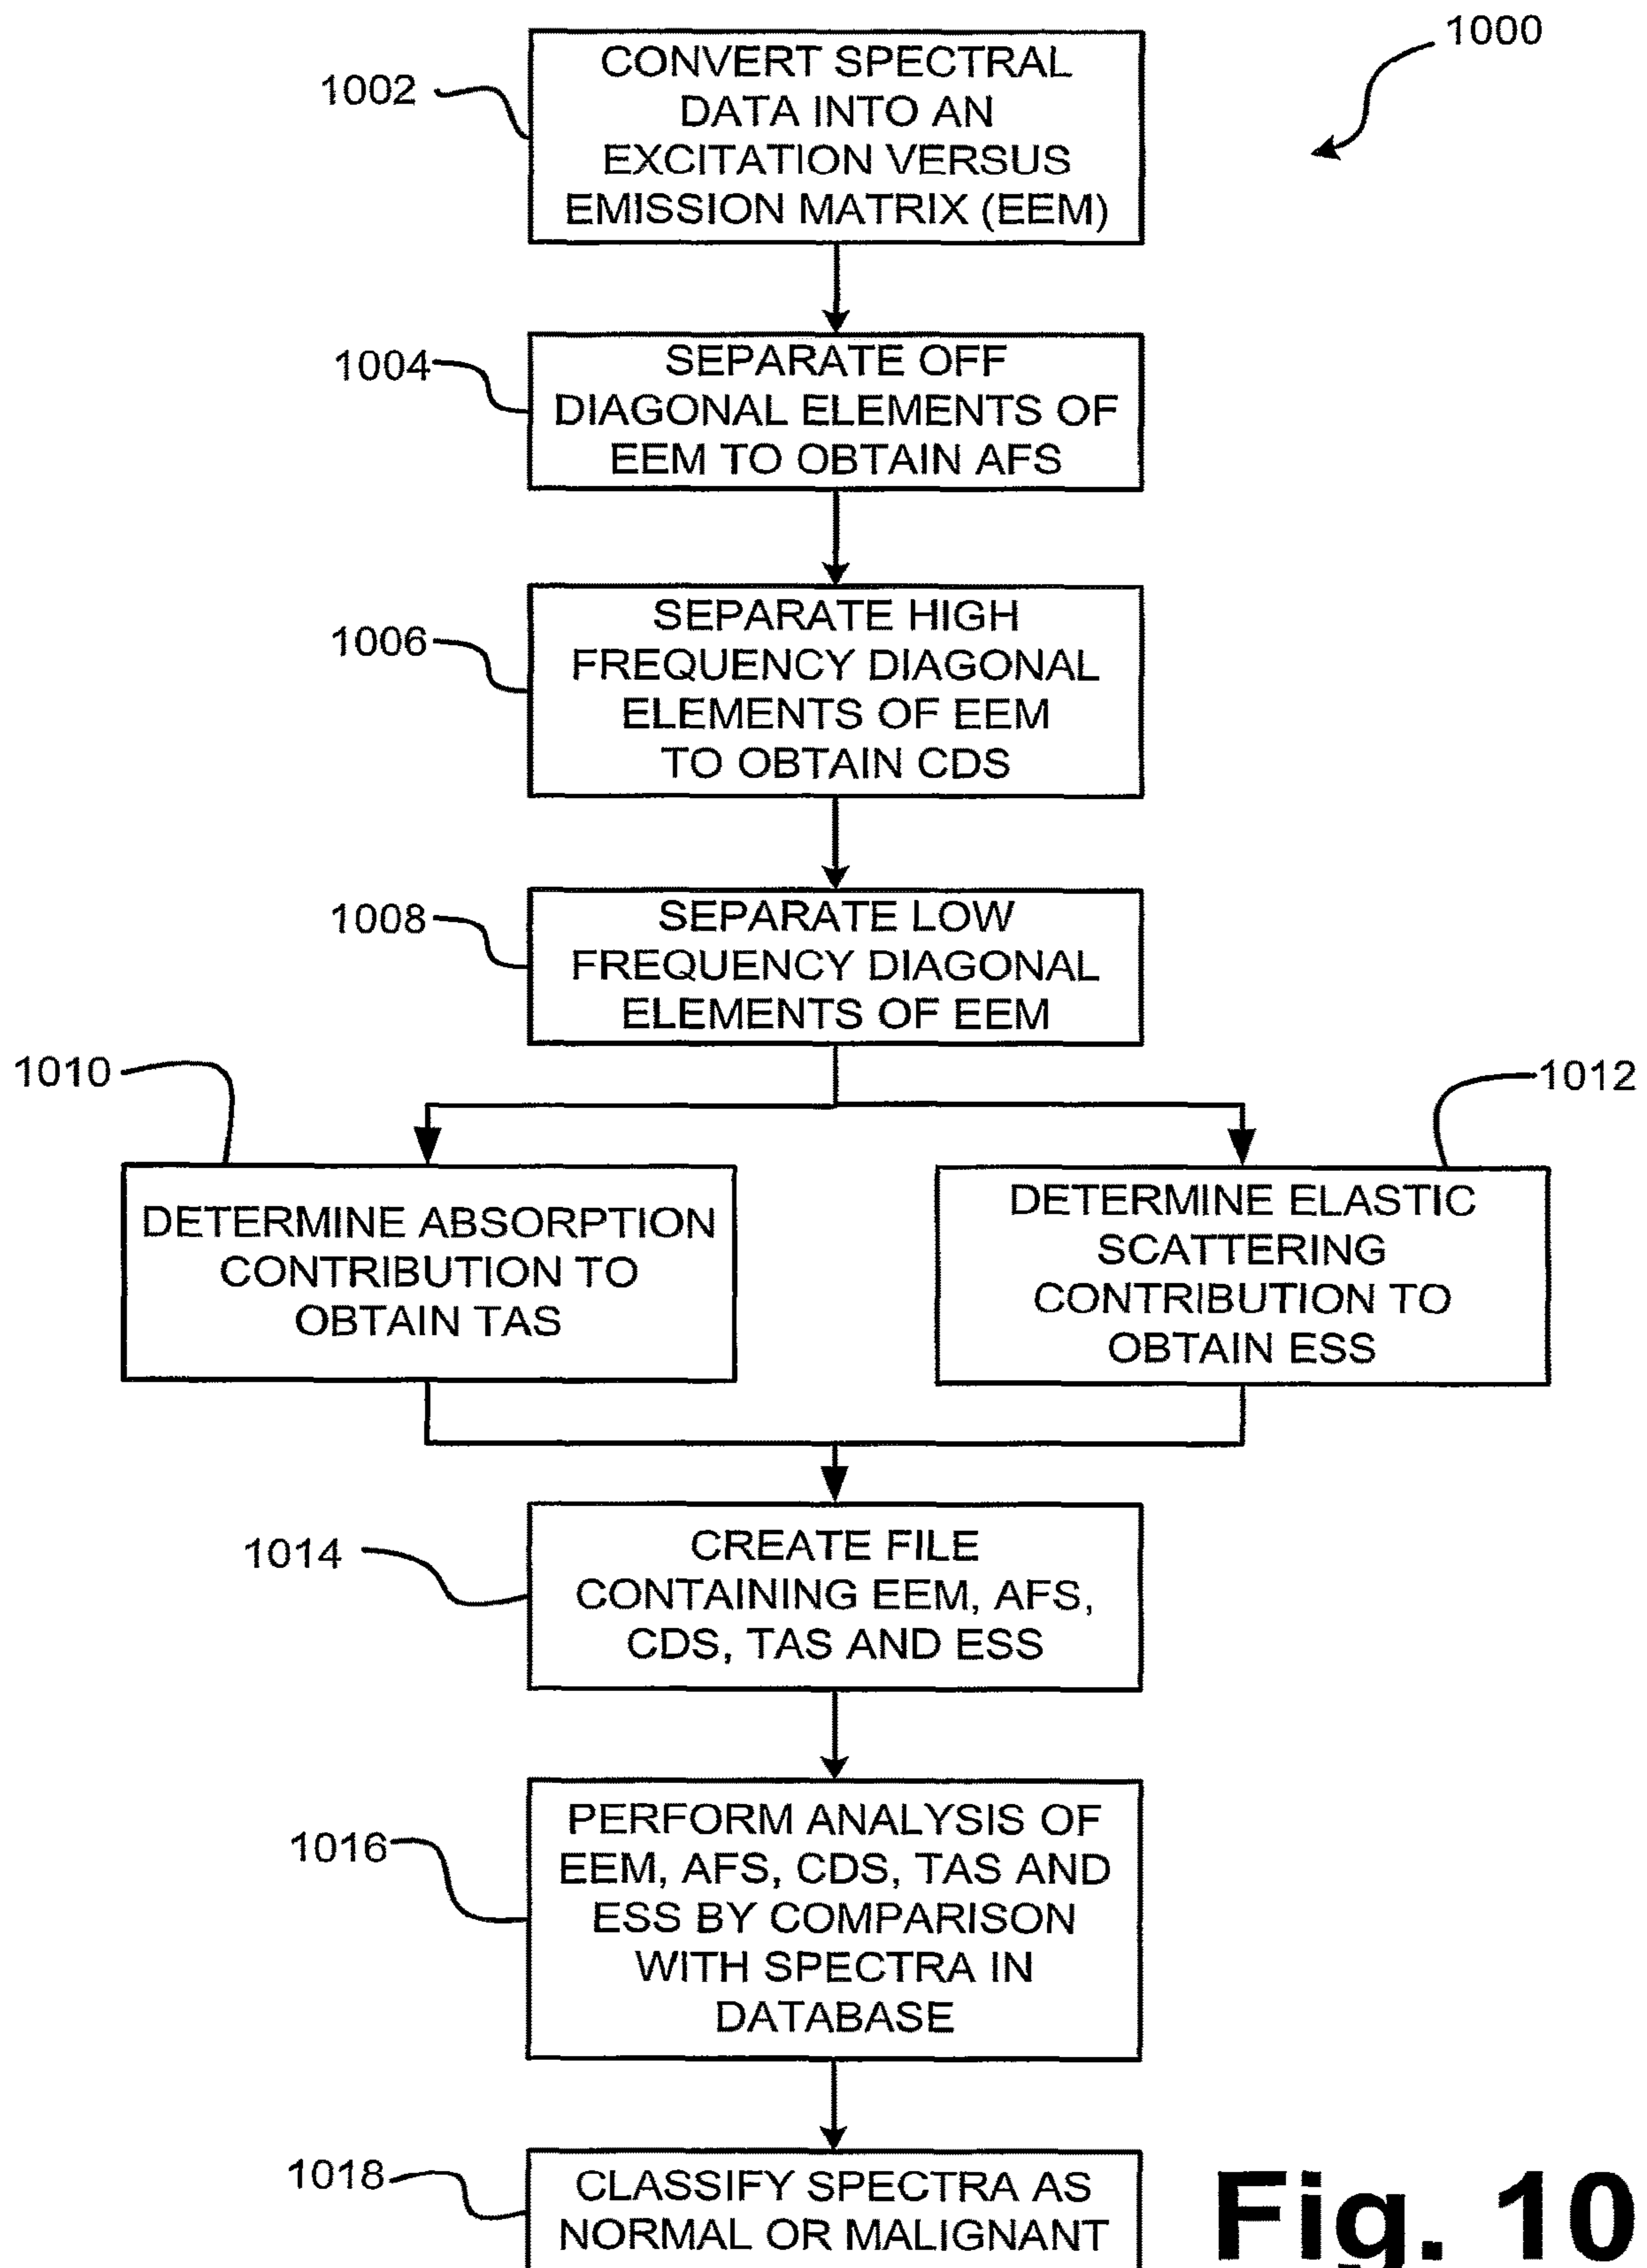 1000
1002
CONVERT SPECTRAL
DATA INTO AN
EXCITATION VERSUS
EMISSION MATRIX (EEM)
1004
SEPARATE OFF
DIAGONAL ELEMENTS OF
EEM TO OBTAIN AFS
1006
SEPARATE HIGH
FREQUENCY DIAGONAL
ELEMENTS OF EEM
TO OBTAIN CDS
1008
SEPARATE LOW
FREQUENCY DIAGONAL
ELEMENTS OF EEM
1010
DETERMINE ABSORPTION
CONTRIBUTION TO
OBTAIN TAS
1012
DETERMINE ELASTIC
SCATTERING
CONTRIBUTION TO
OBTAIN ESS
1014
CREATE FILE
CONTAINING EEM, AFS,
CDS, TAS AND ESS
1016
PERFORM ANALYSIS OF
EEM, AFS, CDS, TAS AND
ESS BY COMPARISON
WITH SPECTRA IN
DATABASE
1018
CLASSIFY SPECTRA AS
NORMAL OR MALIGNANT
Fig. 10